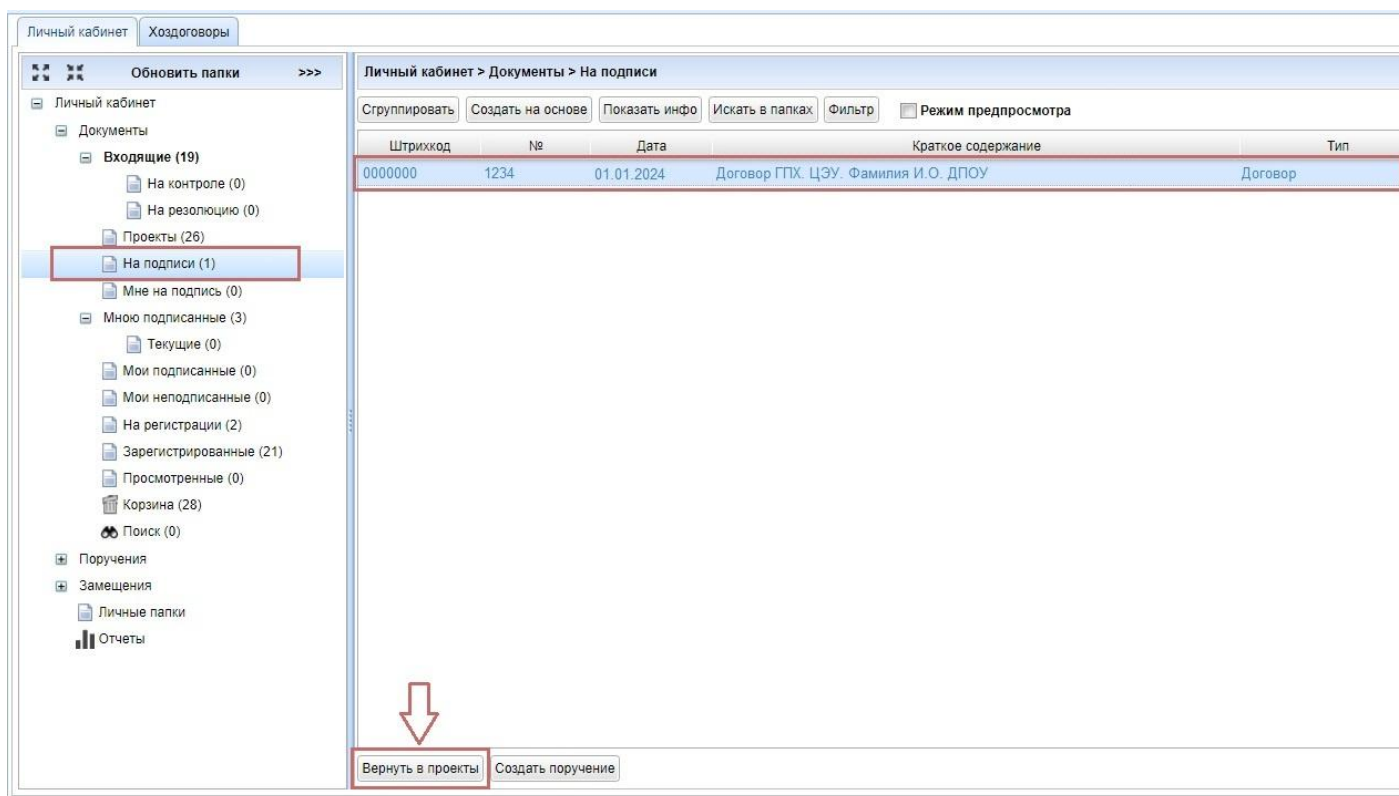 Личный кабинет Хоздоговоры
Обновить папки >>>
Личный кабинет
Документы
Входящие (19)
На контроле (0)
На резолюцию (0)
Проекты (26)
На подписи (1)
Мне на подпись (0)
Мною подписанные (3)
Текущие (0)
Мои подписанные (0)
Мои неподписанные (0)
На регистрации (2)
Зарегистрированные (21)
Просмотренные (0)
Корзина (28)
Поиск (0)
Поручения
Замещения
Личные папки
Отчеты
Личный кабинет > Документы > На подписи
Сгруппировать Создать на основе Показать инфо Искать в папках Фильтр Режим предпросмотра
Штрихкод № Дата Краткое содержание Тип
0000000 1234 01.01.2024 Договор ГПХ. ЦЭУ. Фамилия И.О. ДПОУ Договор
Вернуть в проекты Создать поручение